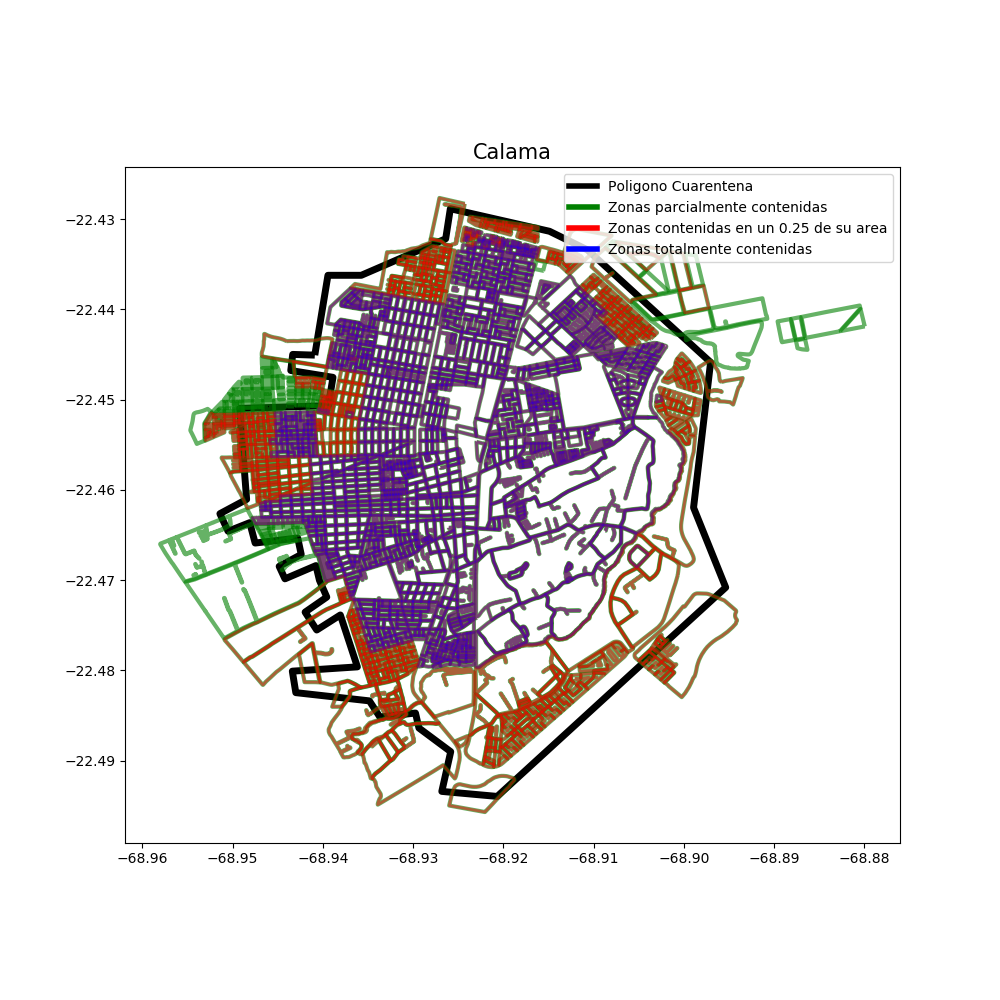 Calama
Poligono Cuarentena
Zonas parcialmente contenidas
Zonas contenidas en un 0.25 de su area
Zonas totalmente contenidas
−22.43
−22.44
−22.45
−22.46
−22.47
−22.48
−22.49
−68.96 −68.95 −68.94 −68.93 −68.92 −68.91 −68.90 −68.89 −68.88